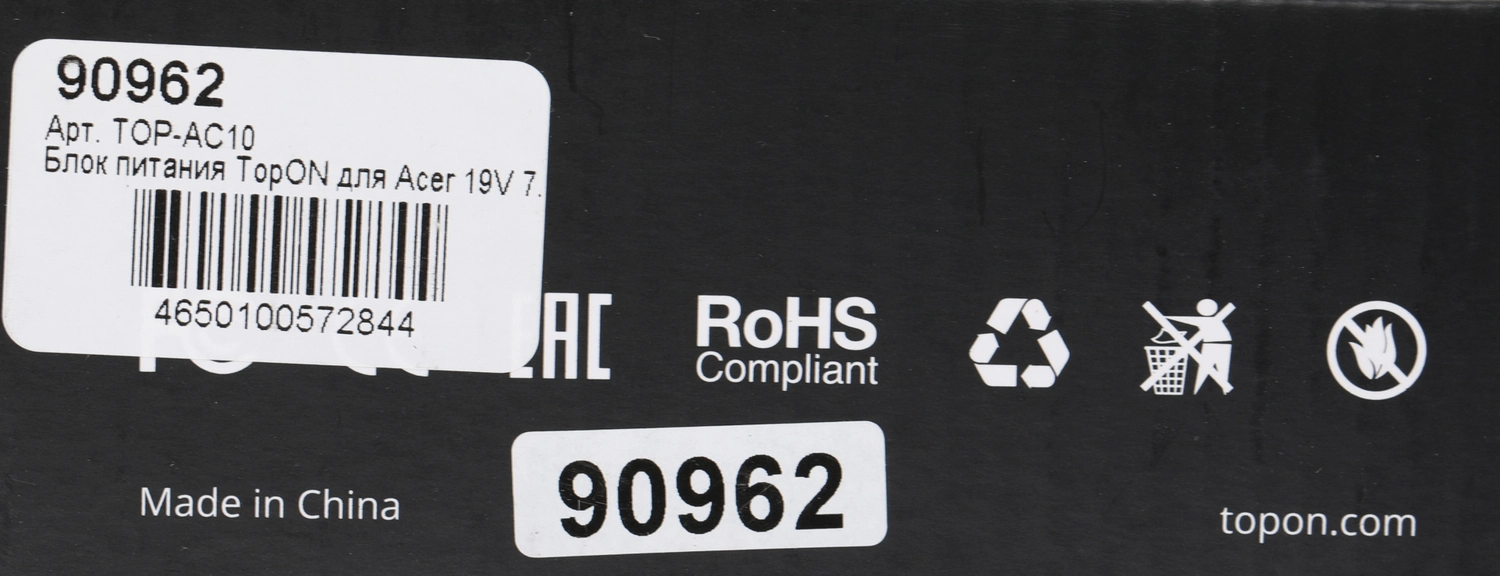 90962
Арт. TOP-AC10
Блок питания TopON для Acer 19V 7.
4650100572844
EAC
RoHS
Compliant
Made in China
90962
topon.com